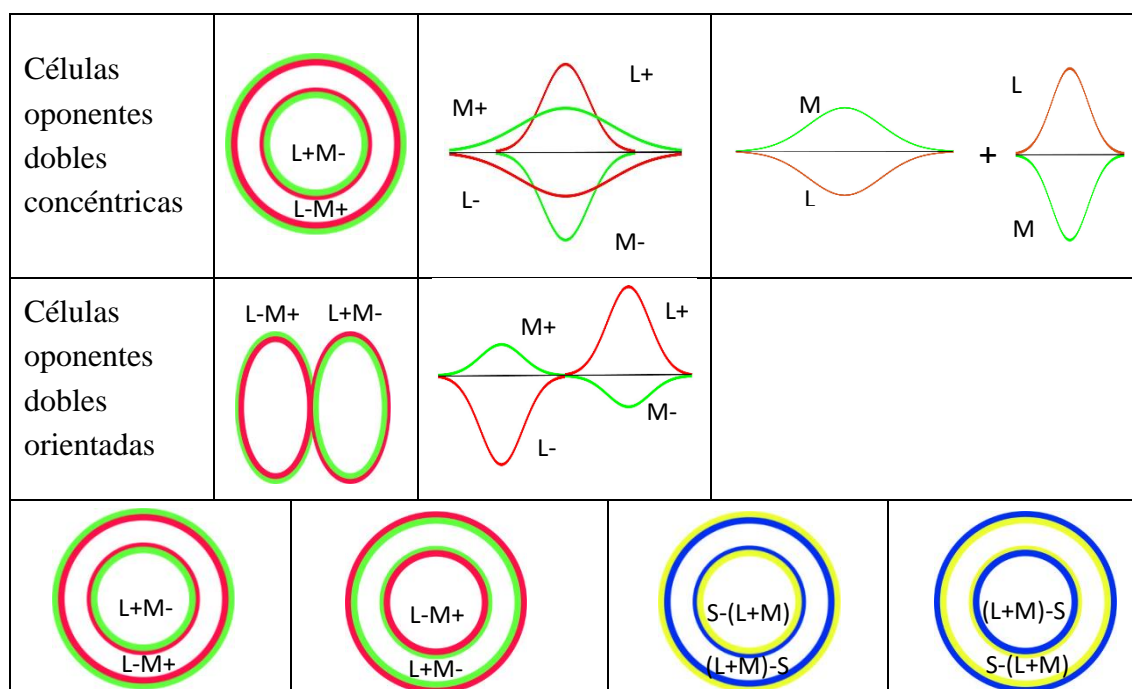 Células
oponentes
dobles
concéntricas
L+M-
L-M+
L+
M+
L-
M-
M
L
+
L
M
Células
oponentes
dobles
orientadas
L-M+ L+M-
M+
L+
M-
L-
L+M-
L-M+
L-M+
L+M-
S-(L+M)
(L+M)-S
(L+M)-S
S-(L+M)